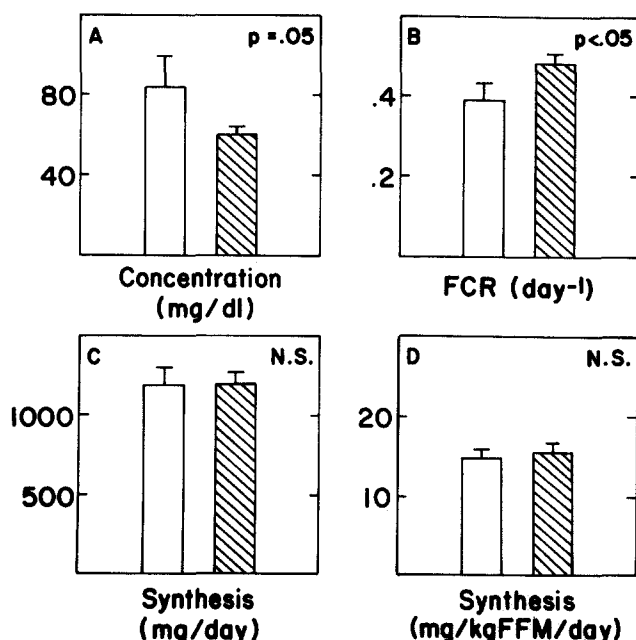 A
p = .05
80
40
Concentration
(mg/dl)
B
p<.05
.4
.2
FCR (day-1)
C
N.S.
1000
500
Synthesis
(mg/day)
D
N.S.
20
10
Synthesis
(mg/kgFFM/day)